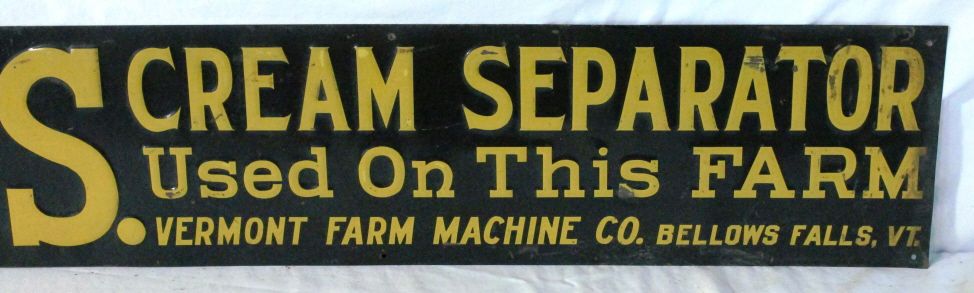 S. CREAM SEPARATOR
Used On This FARM
VERMONT FARM MACHINE CO. BELLOWS FALLS, VT.